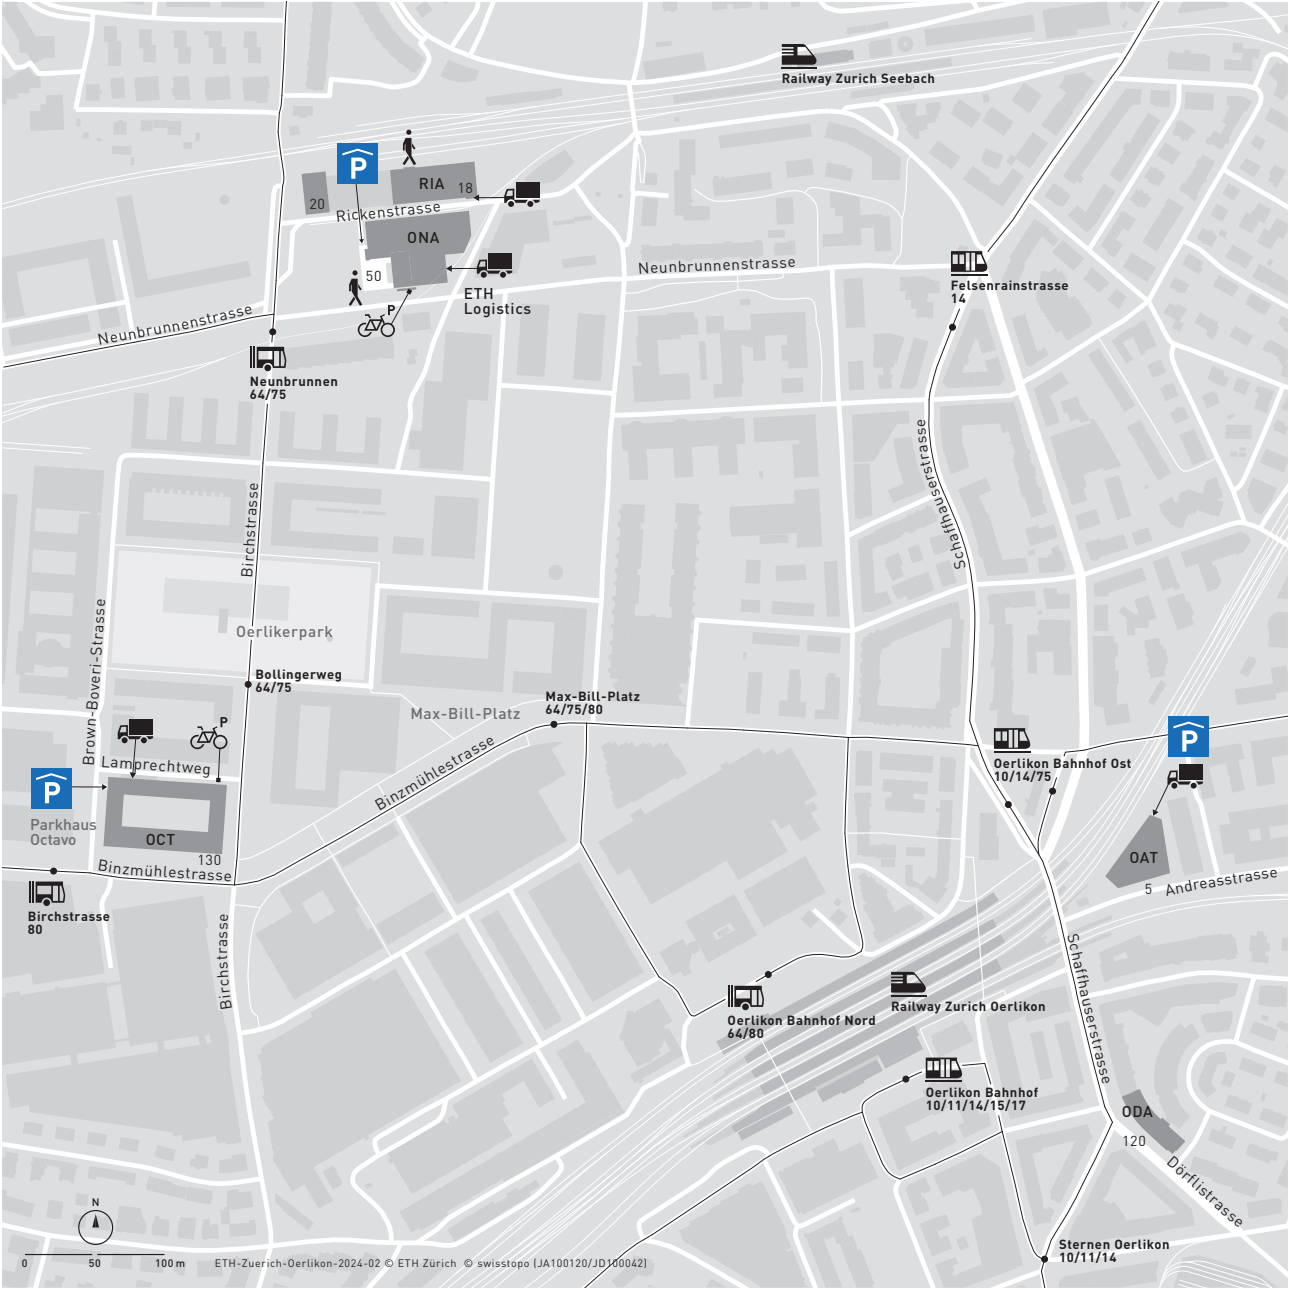 Railway Zurich Seebach
P
RIA
18
20
Rickenstrasse
ONA
50
Neunbrunnenstrasse
Felsenrainstrasse
14
ETH
Logistics
P
Neunbrunnenstrasse
Neunbrunnen
64/75
Schaffhauserstrasse
Birchstrasse
Brown-Boveri-Strasse
Oerlikerpark
Bollingerweg
64/75
Max-Bill-Platz
64/75/80
Max-Bill-Platz
P
P
Lamprechtweg
Binzmühlestrasse
Oerlikon Bahnhof Ost
10/14/75
P
Parkhaus
Octavo
OCT
130
OAT
5
Andreasstrasse
Binzmühlestrasse
Birchstrasse
80
Birchstrasse
Schaffhauserstrasse
Railway Zurich Oerlikon
Oerlikon Bahnhof Nord
64/80
Oerlikon Bahnhof
10/11/14/15/17
ODA
120
Dörflistrasse
N
Sternen Oerlikon
10/11/14
0 50 100 m
ETH-Zuerich-Oerlikon-2024-02 © ETH Zürich © swisstopo (JA100120/JD100042)